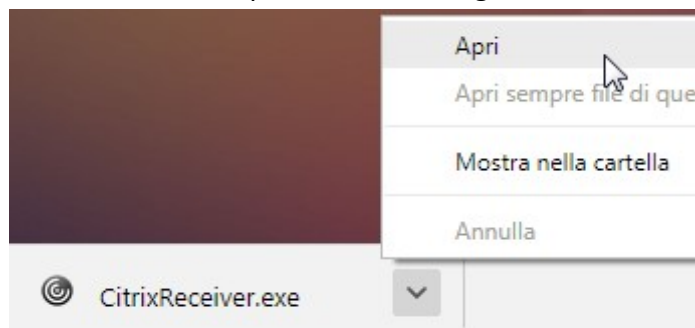 Apri
Apri sempre file di que
Mostra nella cartella
Annulla
CitrixReceiver.exe